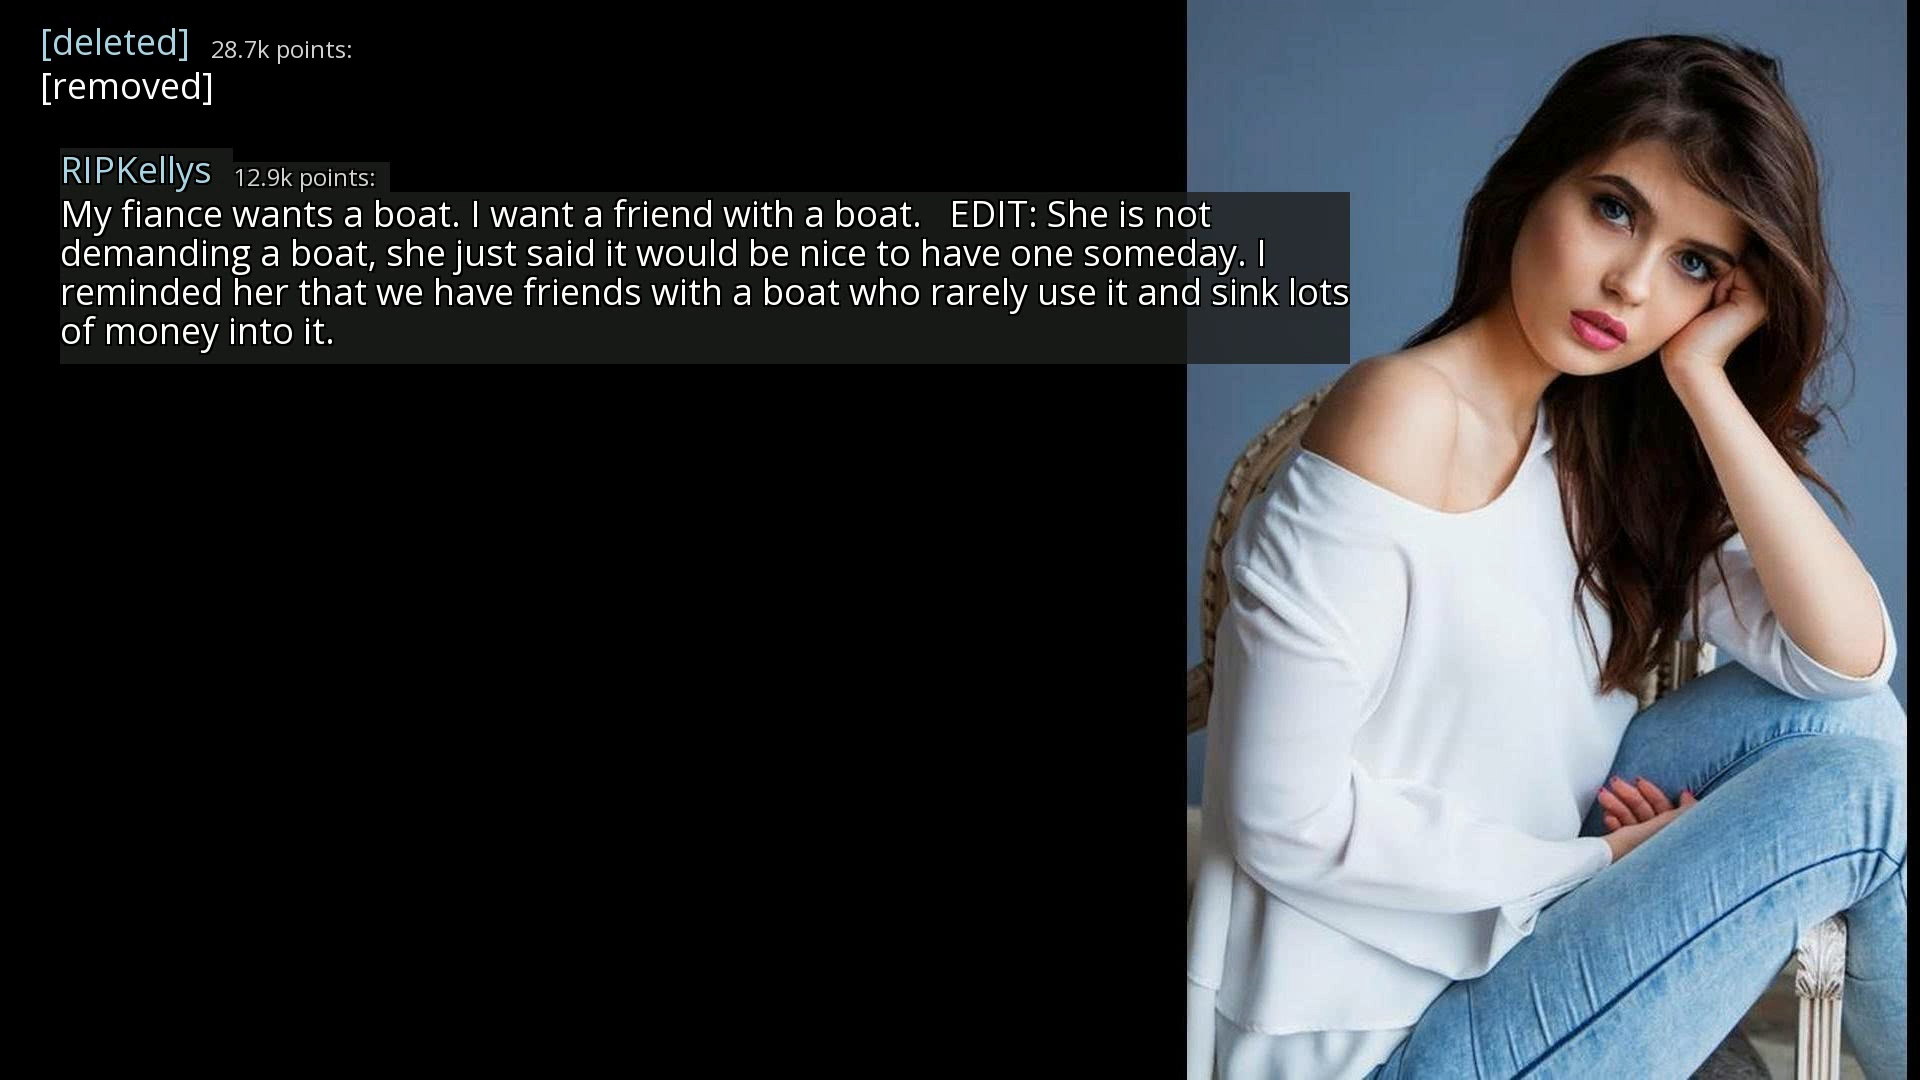 [deleted] 28.7k points:
[removed]
RIPKellys 12.9k points:
My fiance wants a boat. I want a friend with a boat.   EDIT: She is not
demanding a boat, she just said it would be nice to have one someday. I
reminded her that we have friends with a boat who rarely use it and sink lots
of money into it.